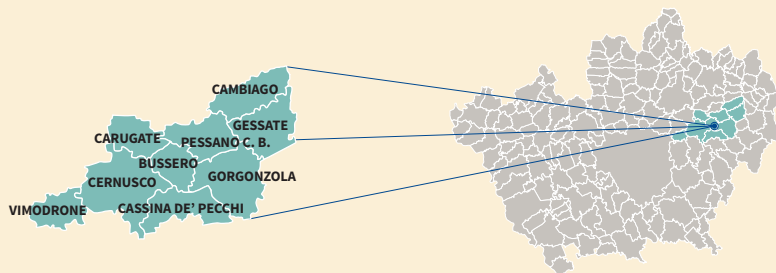 CAMBIAGO
GESSATE
CARUGATE
PESSANO C. B.
BUSSERO
GORGONZOLA
CERNUSCO
VIMODRONE
CASSINA DE’ PECCHI